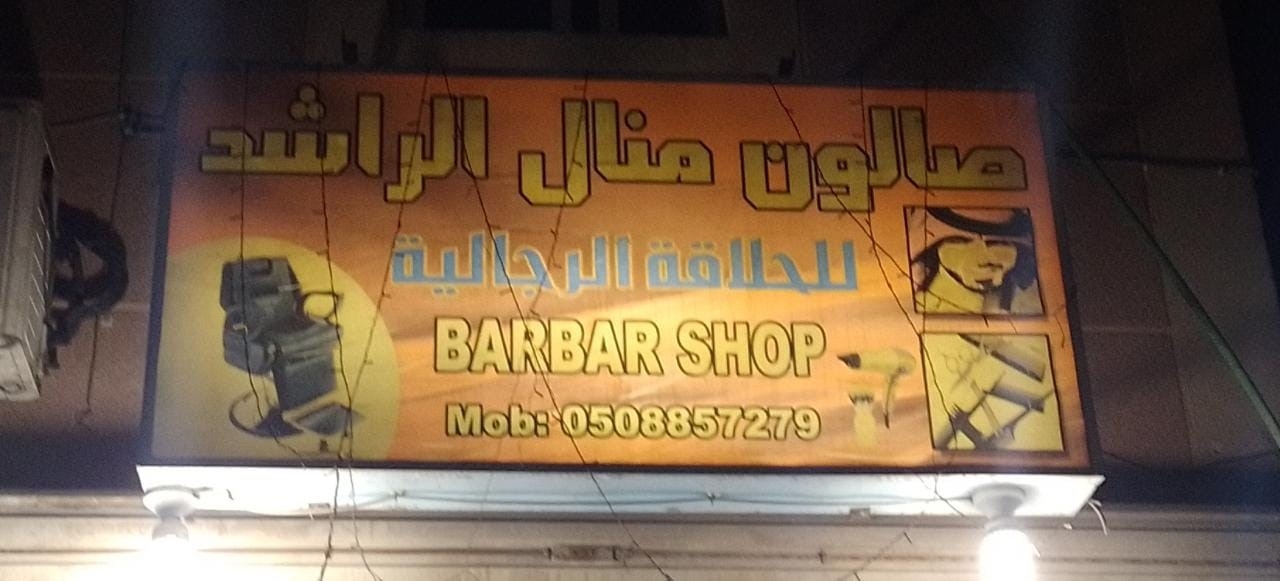 صالون منال الراشد
للحلاقة الرجالية
BARBAR SHOP
Mob: 0508857279